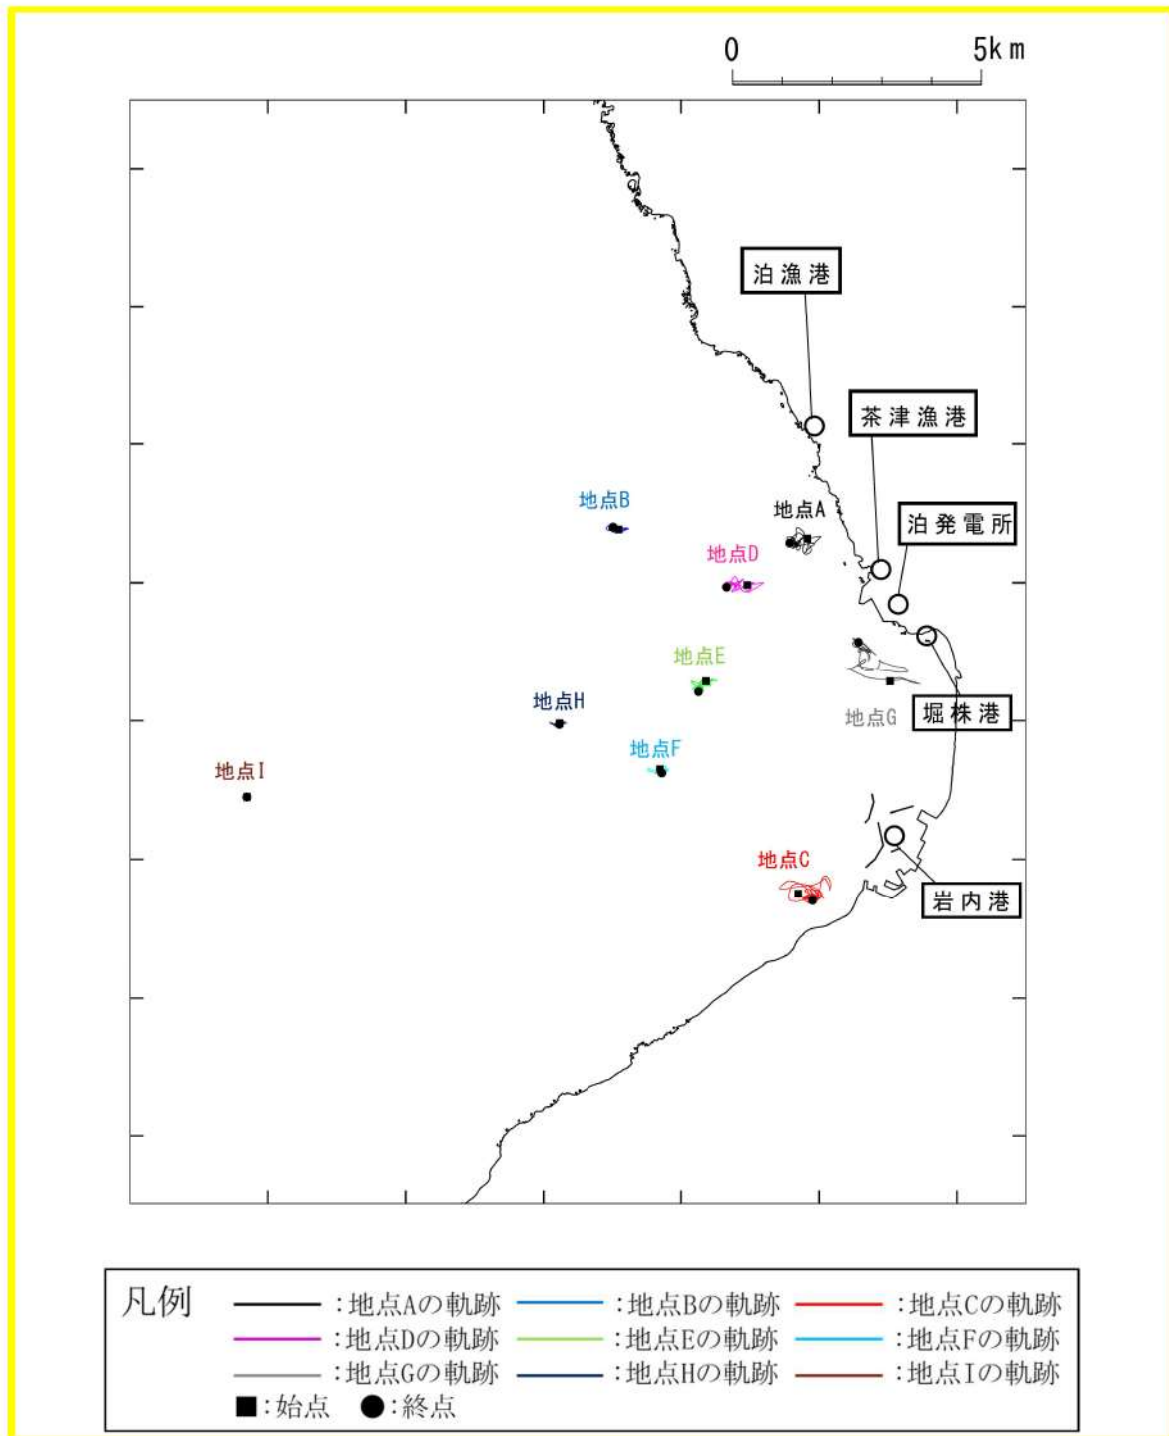 0 5km
泊漁港
茶津漁港
地点B
地点A
泊発電所
地点D
地点E
地点H
堀株港
地点G
地点F
地点I
地点C
岩内港
凡例 :地点Aの軌跡 :地点Bの軌跡 :地点Cの軌跡
:地点Dの軌跡 :地点Eの軌跡 :地点Fの軌跡
:地点Gの軌跡 :地点Hの軌跡 :地点Iの軌跡
■:始点 ●:終点